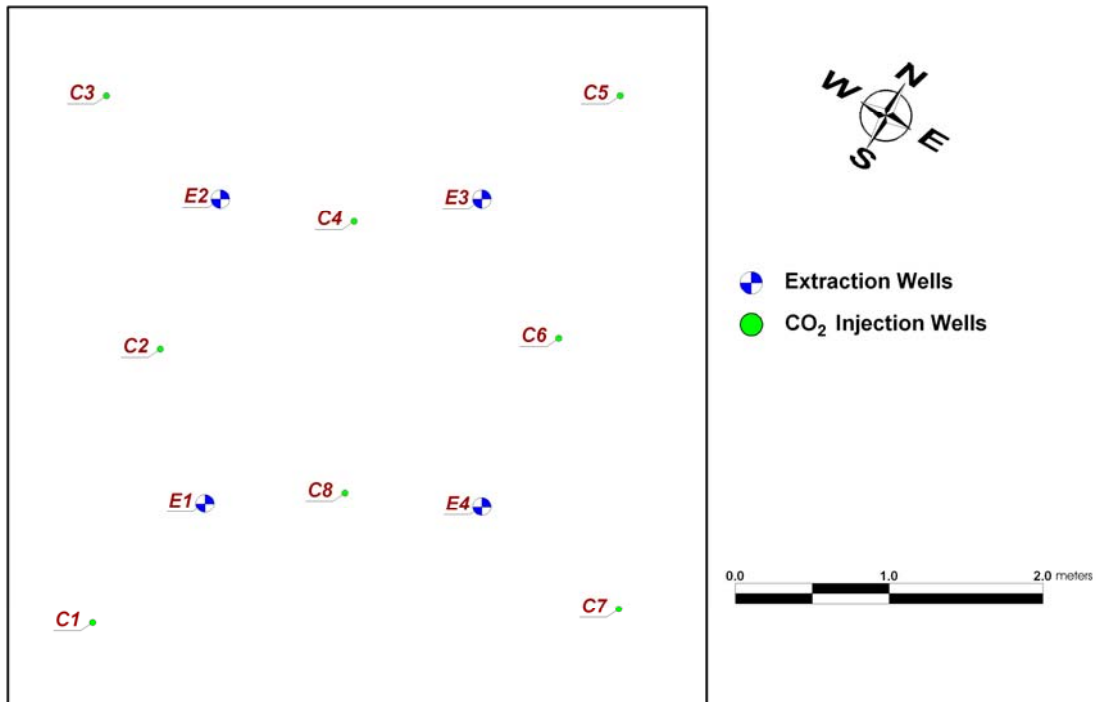 C3
C5
N
W
E
S
E2
E3
C4
Extraction Wells
CO₂ Injection Wells
C2
C6
E1
C8
E4
0.0 1.0 2.0 meters
C1
C7